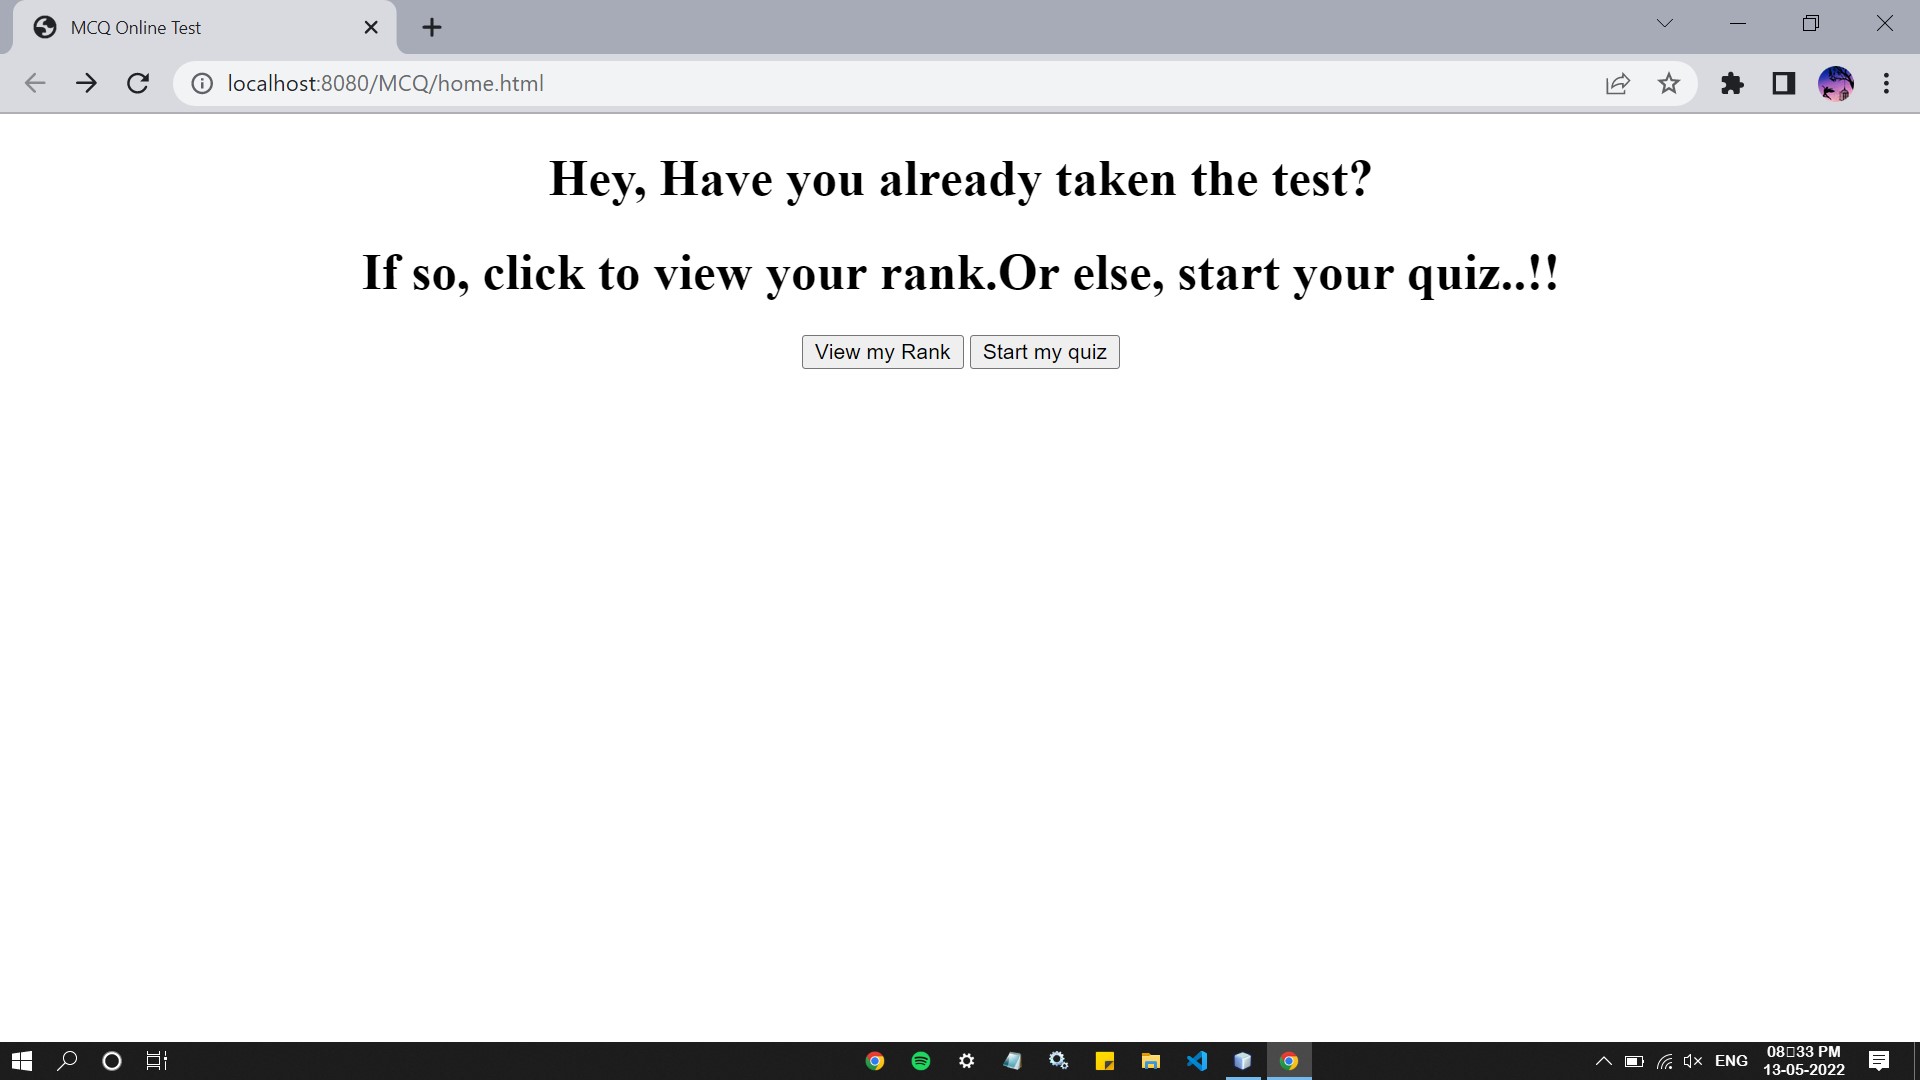 MCQ Online Test
localhost:8080/MCQ/home.html
Hey, Have you already taken the test?
If so, click to view your rank.Or else, start your quiz..!!
View my Rank Start my quiz
ENG
08▯33 PM
13-05-2022